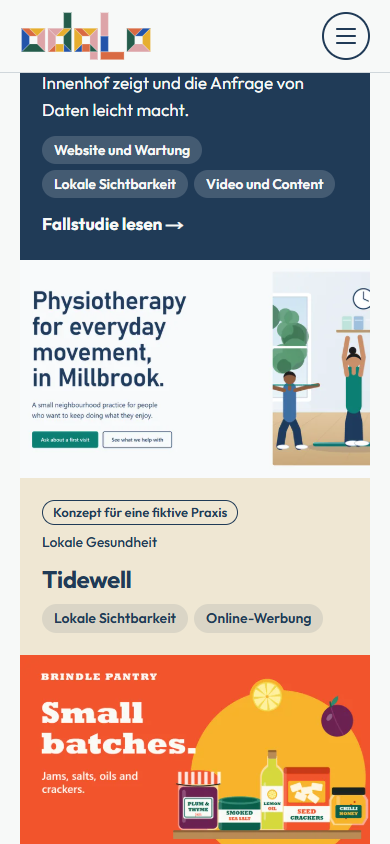 adaLo
Innenhof zeigt und die Anfrage von
Daten leicht macht.
Website und Wartung
Lokale Sichtbarkeit
Video und Content
Fallstudie lesen →
Physiotherapy
for everyday
movement,
in Millbrook.
A small neighbourhood practice for people
who want to keep doing what they enjoy.
Ask about a first visit
See what we help with
Konzept für eine fiktive Praxis
Lokale Gesundheit
Tidewell
Lokale Sichtbarkeit
Online-Werbung
BRINDLE PANTRY
Small
batches.
Jams, salts, oils and
crackers.
PLUM &
THYME
SMOKED
SEA SALT
LEMON
OIL
SEED
CRACKERS
CHILLI
HONEY